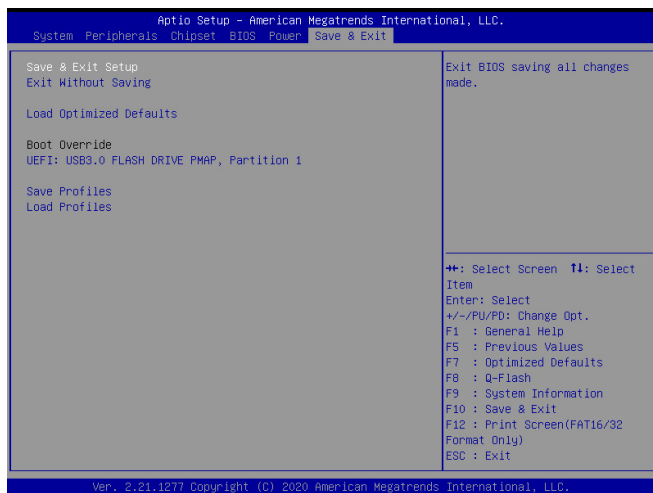 Aptio Setup – American Megatrends International, LLC.
System Peripherals Chipset BIOS Power Save & Exit
Save & Exit Setup
Exit Without Saving
Load Optimized Defaults
Boot Override
UEFI: USB3.0 FLASH DRIVE PMAP, Partition 1
Save Profiles
Load Profiles
Exit BIOS saving all changes
made.
→←: Select Screen ↑↓: Select
Item
Enter: Select
+/-/PU/PD: Change Opt.
F1 : General Help
F5 : Previous Values
F7 : Optimized Defaults
F8 : Q-Flash
F9 : System Information
F10 : Save & Exit
F12 : Print Screen(FAT16/32
Format Only)
ESC : Exit
Ver. 2.21.1277 Copyright (C) 2020 American Megatrends International, LLC.